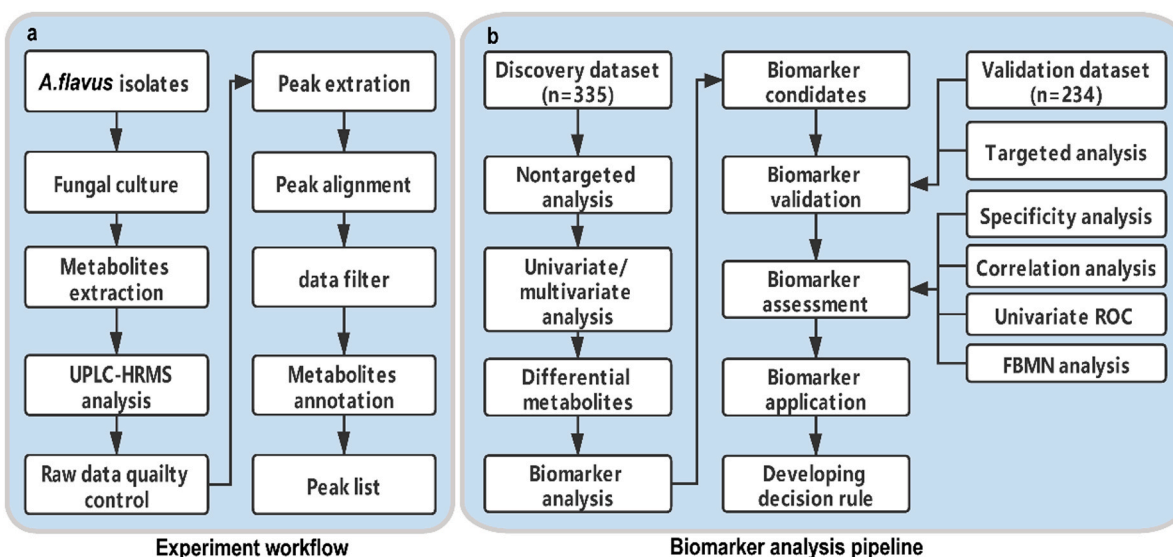 a
A.flavus isolates
Fungal culture
Metabolites
extraction
UPLC-HRMS
analysis
Raw data quailty
control
Peak extration
Peak alignment
data filter
Metabolites
annotation
Peak list
Experiment workflow
b
Discovery dataset
(n=335)
Nontargeted
analysis
Univariate/
multivariate analysis
Differential
metabolites
Biomarker
analysis
Biomarker
candidates
Biomarker
validation
Biomarker
assessment
Biomarker
application
Developing
decision rule
Validation dataset
(n=234)
Targeted analysis
Specificity analysis
Correlation analysis
Univariate ROC
FBMN analysis
Biomarker analysis pipeline